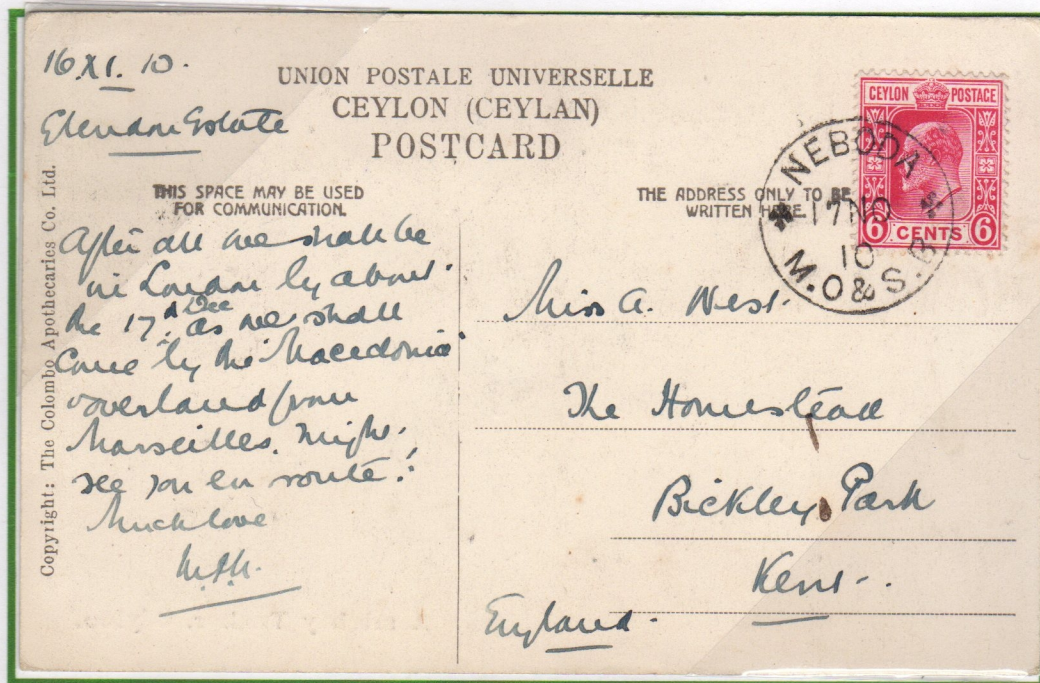 16.XI.10.
Glendon Estate
UNION POSTALE UNIVERSELLE
CEYLON (CEYLAN)
POSTCARD
THIS SPACE MAY BE USED
FOR COMMUNICATION.
After all we shall be
in London by about
the 17th Dec as we shall
come by the "Macedonia"
overland from
Marseilles. Might
see you en route!
Much love
Copyright: The Colombo Apothecaries Co. Ltd.
THE ADDRESS ONLY TO BE
WRITTEN HERE.
CEYLON POSTAGE
6 CENTS 6
NEBODA
17 NO
10
M.O & S.B
Miss A. West.
The Homestead
Bickley Park
Kent.
England.